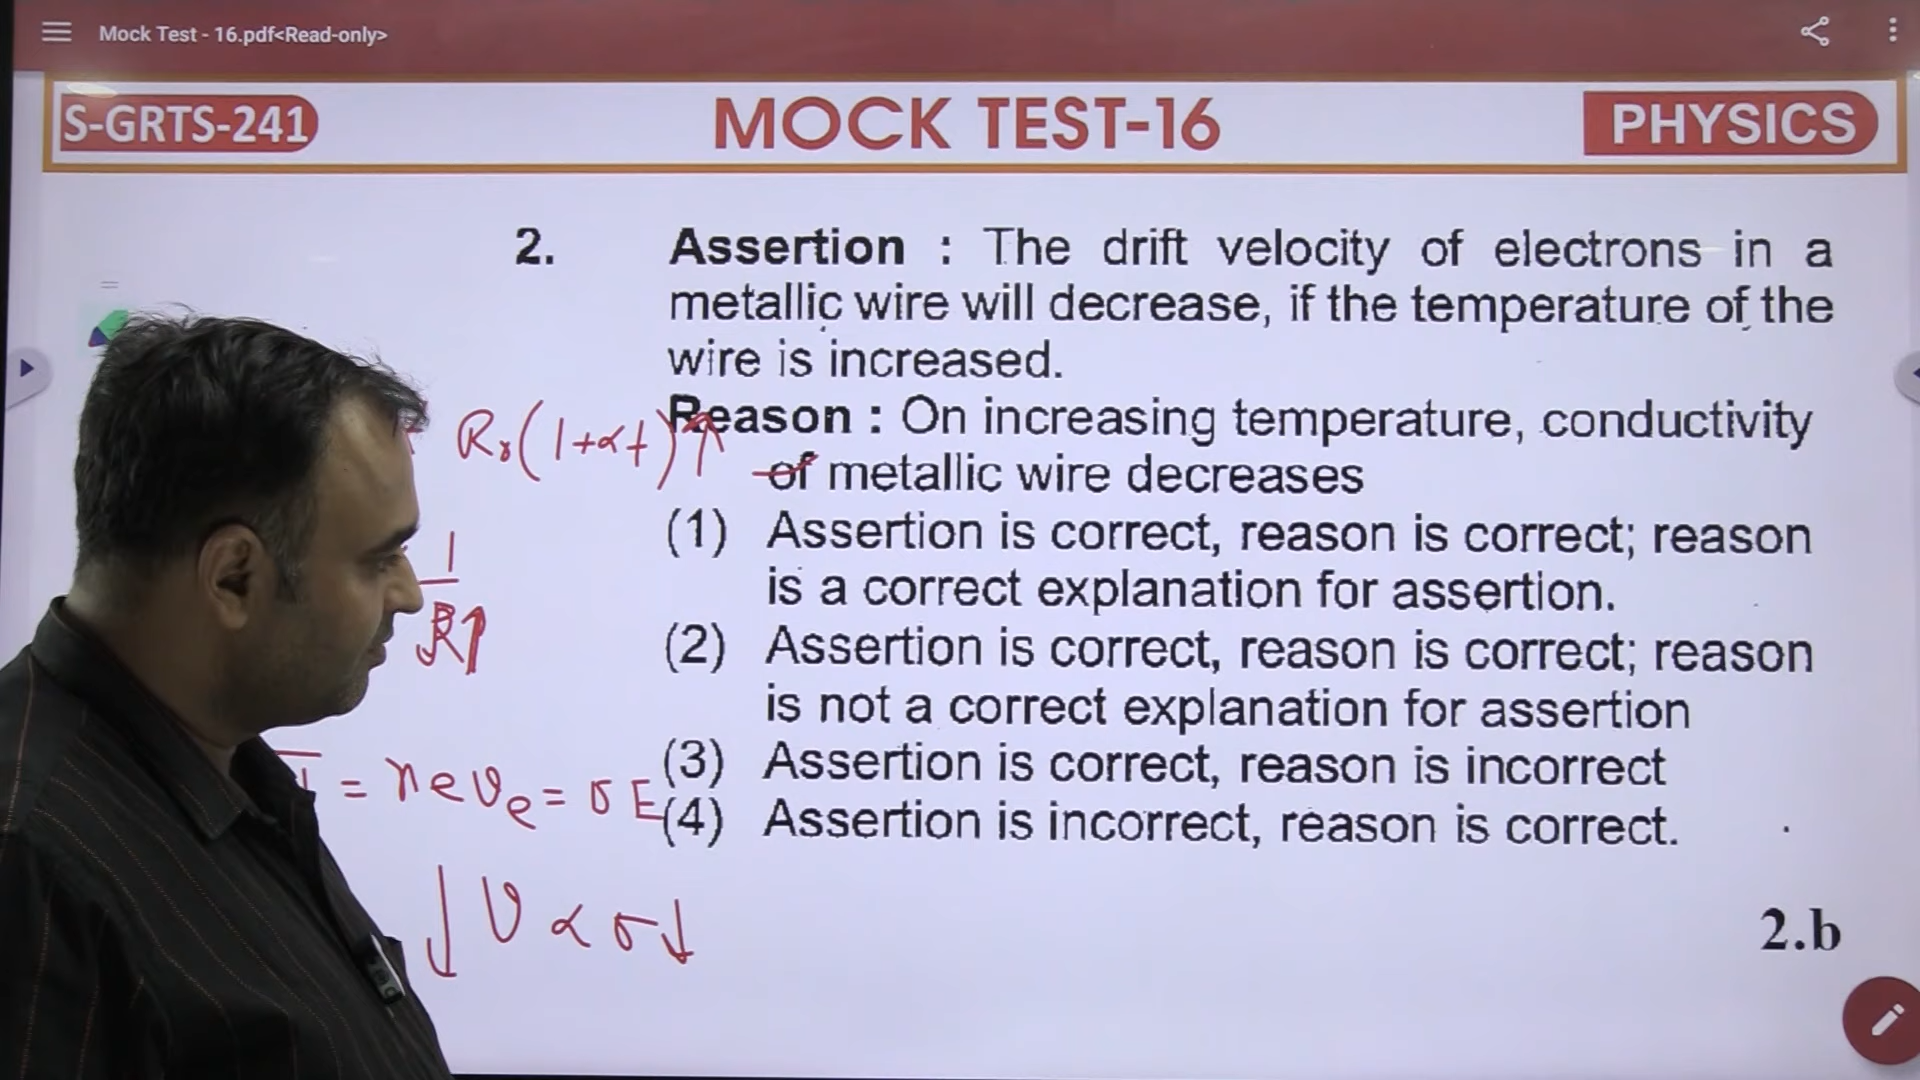 Mock Test - 16.pdf<Read-only>
S-GRTS-241
MOCK TEST-16
PHYSICS
2.
Assertion : The drift velocity of electrons in a
metallic wire will decrease, if the temperature of the
wire is increased.
Reason : On increasing temperature, conductivity
of metallic wire decreases
(1) Assertion is correct, reason is correct; reason
is a correct explanation for assertion.
(2) Assertion is correct, reason is correct; reason
is not a correct explanation for assertion
(3) Assertion is correct, reason is incorrect
(4) Assertion is incorrect, reason is correct.
2.b
(1+αt)↑
1
R↑
= neve = σE
↓ v ∝ σ↓